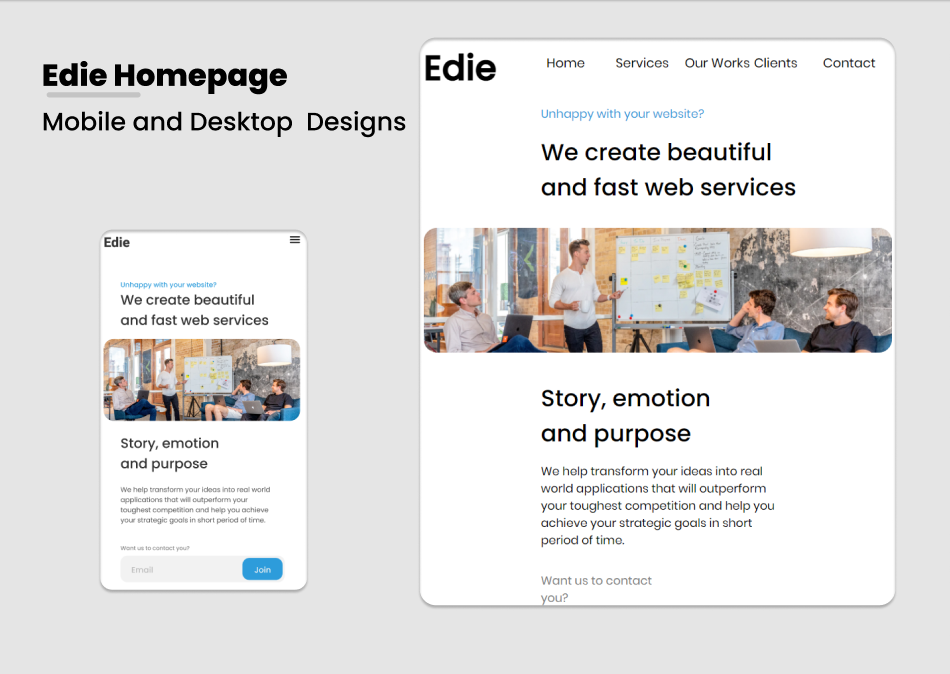 Edie Homepage
Mobile and Desktop Designs
Edie
Unhappy with your website?
We create beautiful
and fast web services
Story, emotion
and purpose
We help transform your ideas into real world
applications that will outperform your
toughest competition and help you achieve
your strategic goals in short period of time.
Want us to contact you?
Email
Join
Edie
Home Services Our Works Clients Contact
Unhappy with your website?
We create beautiful
and fast web services
Story, emotion
and purpose
We help transform your ideas into real
world applications that will outperform
your toughest competition and help you
achieve your strategic goals in short
period of time.
Want us to contact
you?